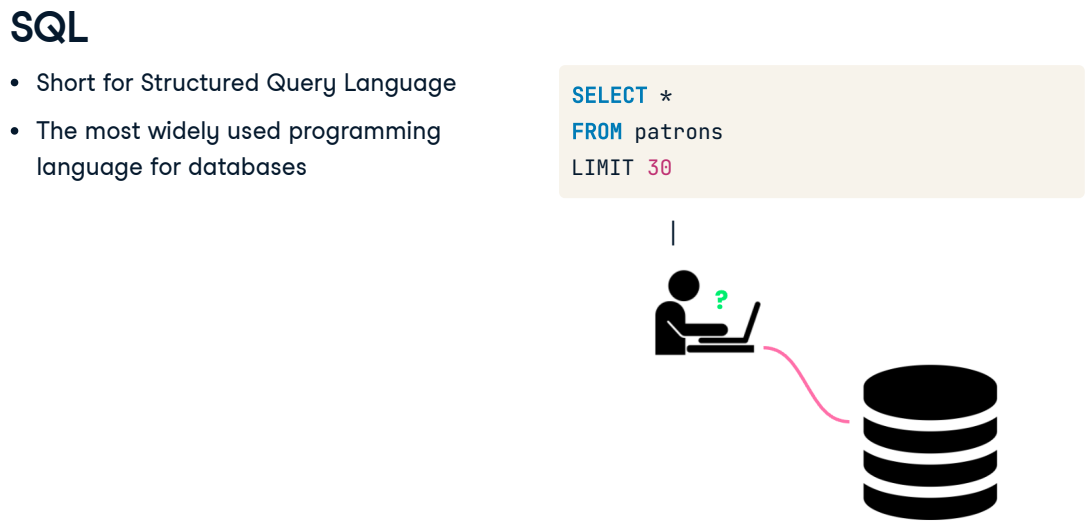 SQL
• Short for Structured Query Language
• The most widely used programming
language for databases
SELECT *
FROM patrons
LIMIT 30
?